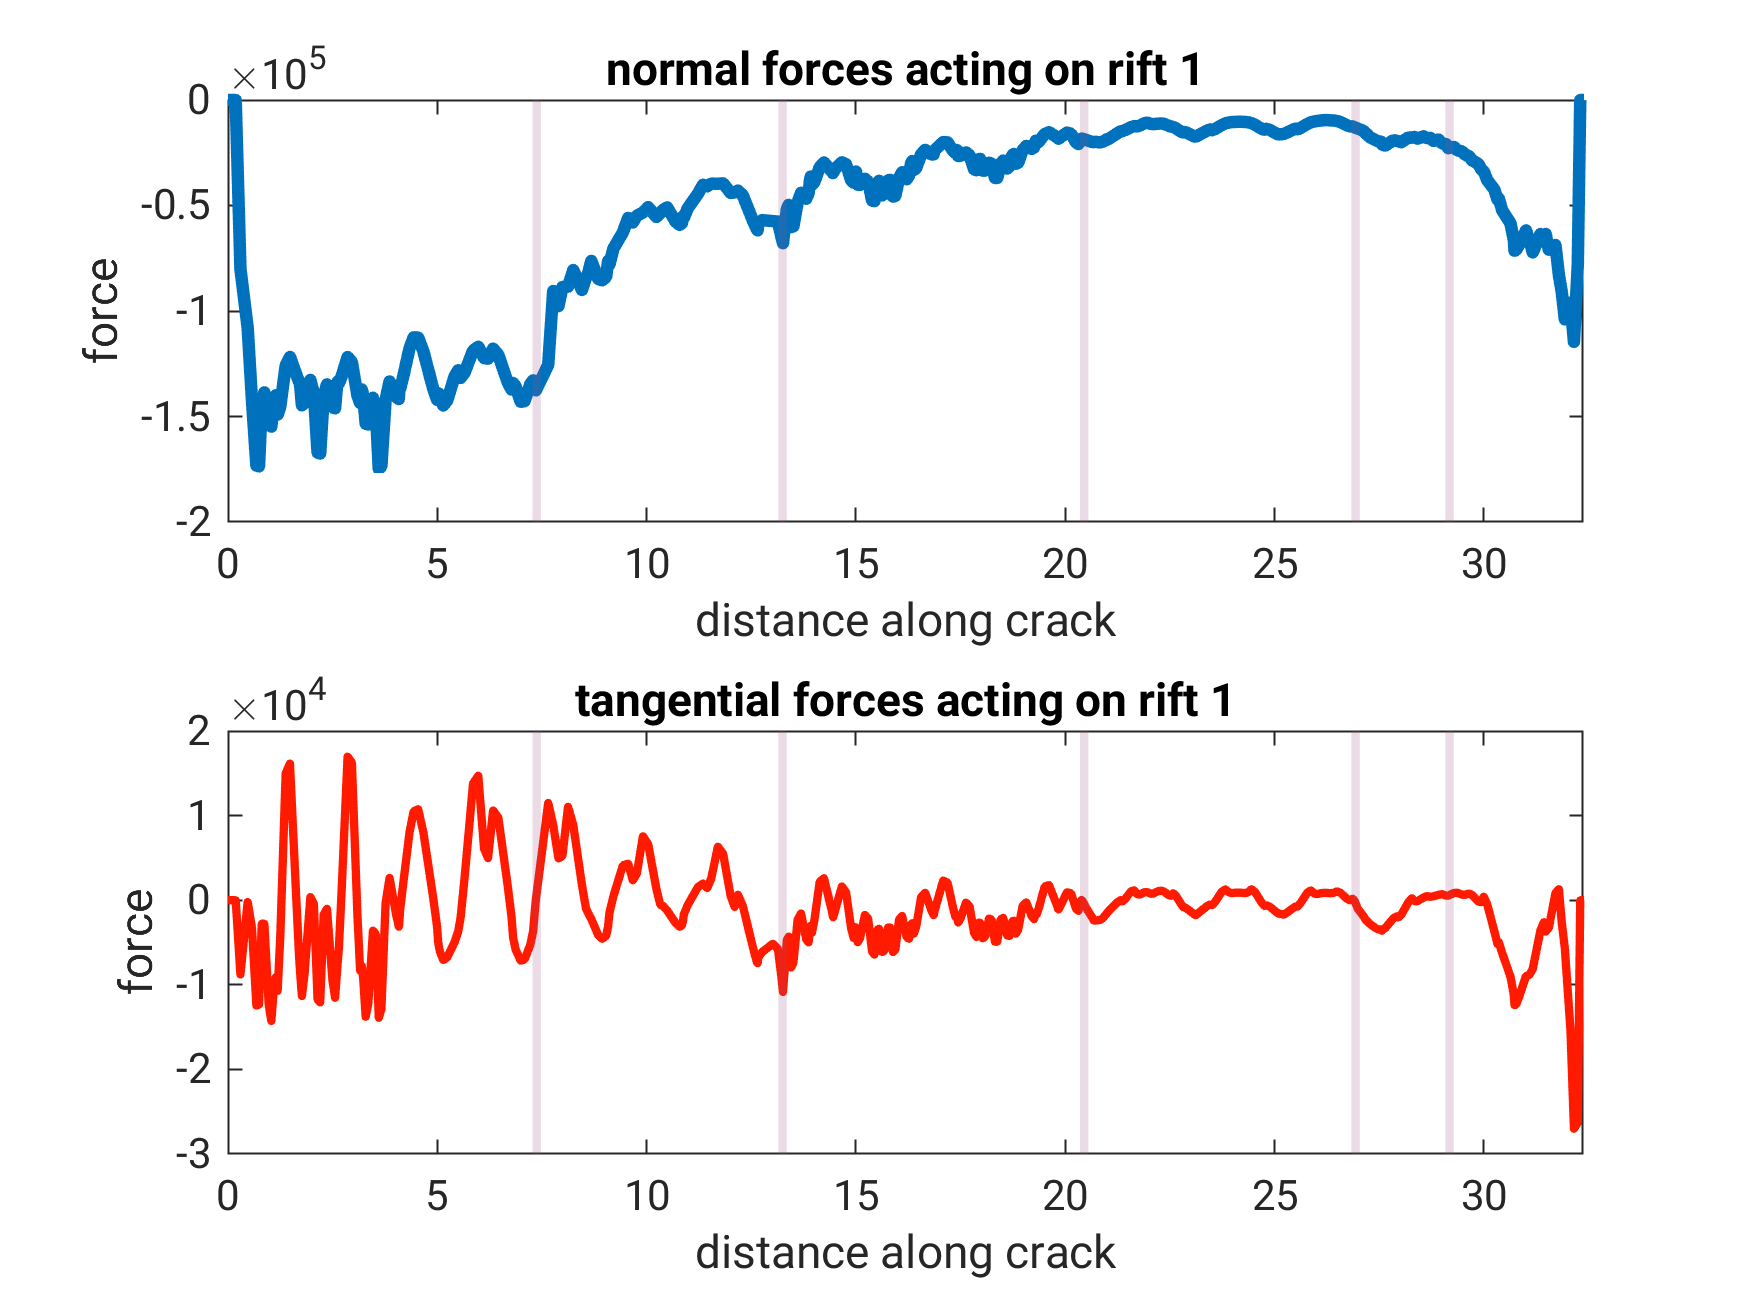 ×10^5
normal forces acting on rift 1
0
-0.5
-1
-1.5
-2
force
0 5 10 15 20 25 30
distance along crack
×10^4
tangential forces acting on rift 1
2
1
0
-1
-2
-3
force
0 5 10 15 20 25 30
distance along crack